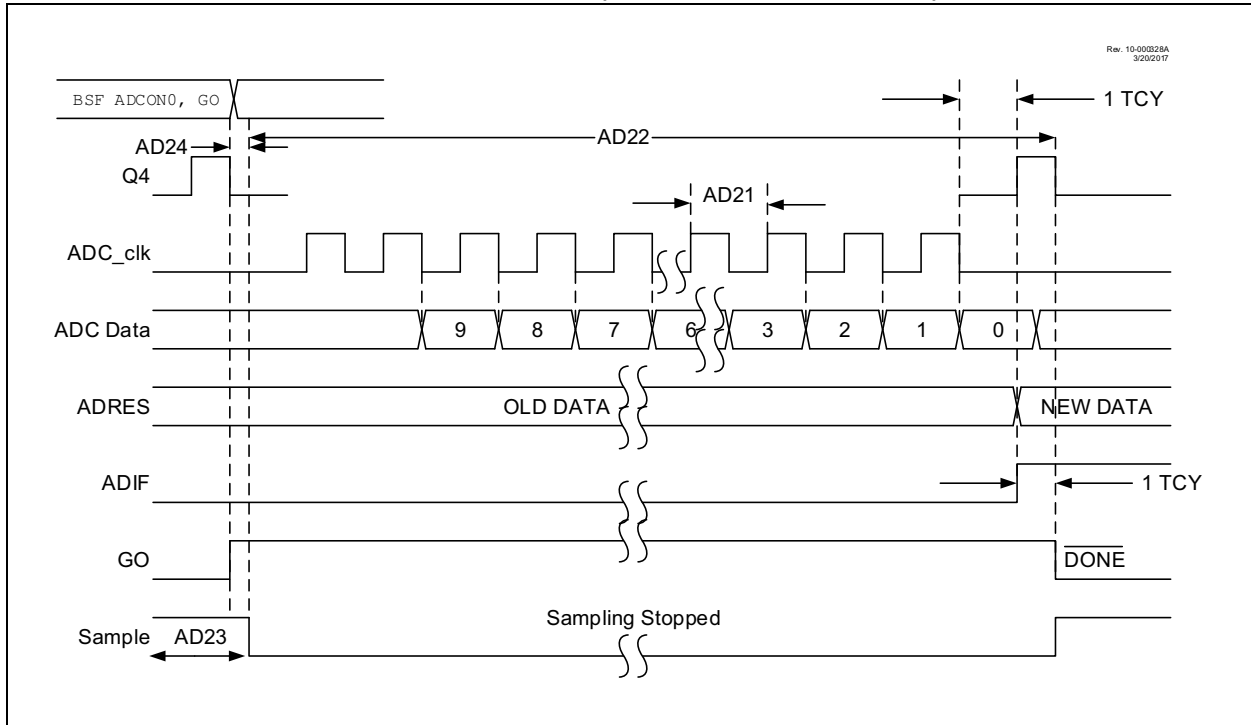 Rev. 10-000328A
3/20/2017
BSF ADCON0, GO
1 TCY
AD22
AD24
Q4
AD21
ADC_clk
ADC Data 9 8 7 6 3 2 1 0
ADRES OLD DATA NEW DATA
ADIF 1 TCY
GO DONE
Sampling Stopped
Sample AD23